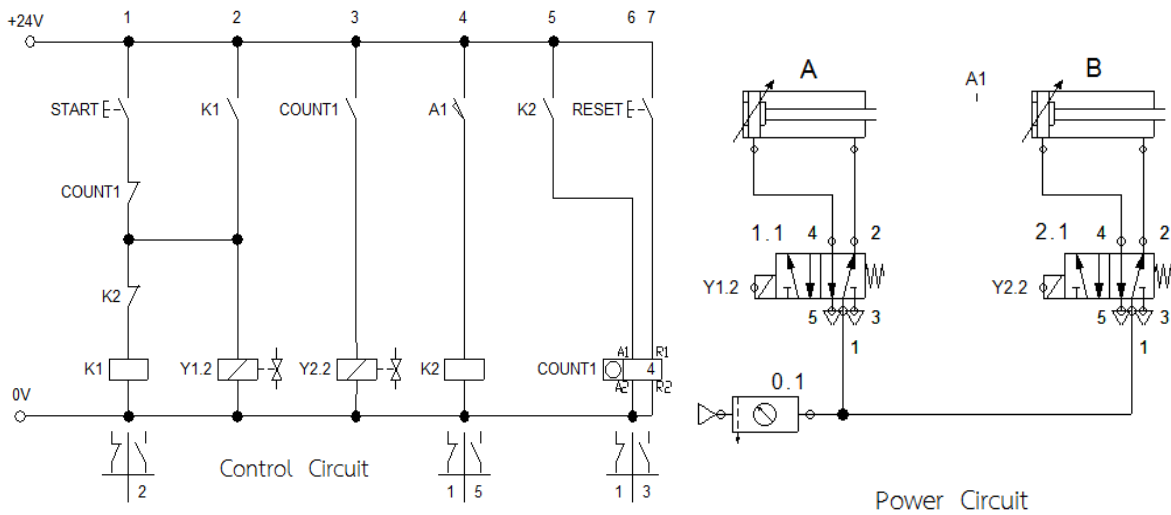 1 2 3 4 5 6 7
+24V
START
K1
COUNT1
A1
K2
RESET
COUNT1
K2
K1
Y1.2
Y2.2
K2
COUNT1
A1
R1
4
A2
R2
0V
2
1 5
1 3
Control Circuit
A
A1
B
1.1
4
2
2.1
4
2
Y1.2
Y2.2
5
3
5
3
1
1
0.1
Power Circuit